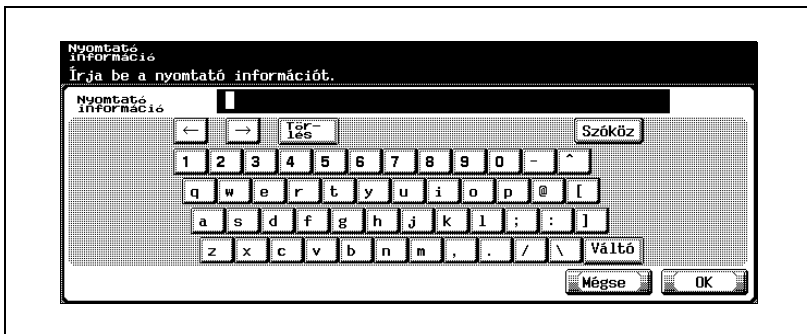 Nyomtató
információ
Írja be a nyomtató információt.
Nyomtató
információ
← → Tör-
lés Szóköz
1 2 3 4 5 6 7 8 9 0 - ^
q w e r t y u i o p @ [
a s d f g h j k l ; : ]
z x c v b n m , . / \ Váltó
Mégse OK